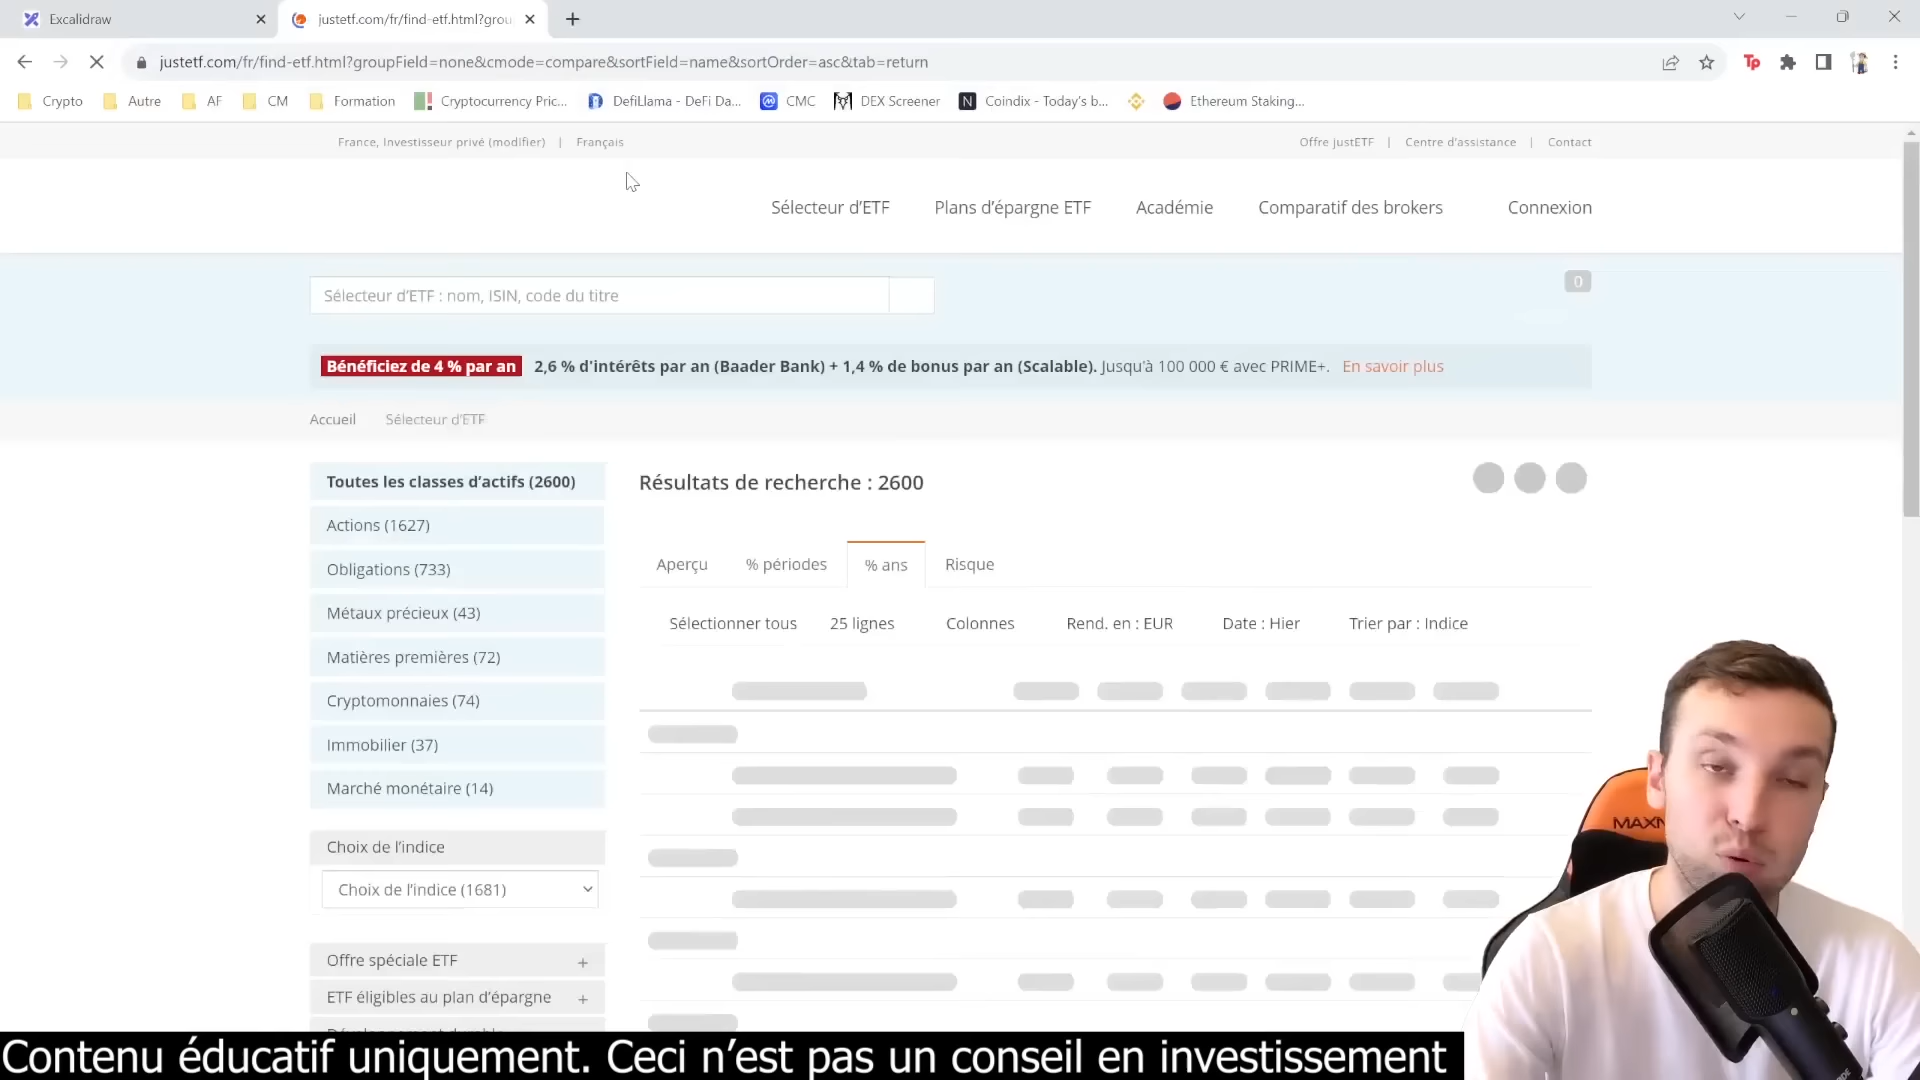 Excalidraw
justetf.com/fr/find-etf.html?grou
justetf.com/fr/find-etf.html?groupField=none&cmode=compare&sortField=name&sortOrder=asc&tab=return
Tp
Crypto
Autre
AF
CM
Formation
Cryptocurrency Pric...
DefiLlama - DeFi Da...
CMC
DEX Screener
N
Coindix - Today's b...
Ethereum Staking...
France, Investisseur privé (modifier) | Français
Offre justETF | Centre d'assistance | Contact
Sélecteur d’ETF
Plans d’épargne ETF
Académie
Comparatif des brokers
Connexion
Sélecteur d’ETF : nom, ISIN, code du titre
0
Bénéficiez de 4 % par an 2,6 % d'intérêts par an (Baader Bank) + 1,4 % de bonus par an (Scalable). Jusqu'à 100 000 € avec PRIME+. En savoir plus
Accueil
Sélecteur d’ETF
Toutes les classes d’actifs (2600)
Actions (1627)
Obligations (733)
Métaux précieux (43)
Matières premières (72)
Cryptomonnaies (74)
Immobilier (37)
Marché monétaire (14)
Choix de l’indice
Choix de l’indice (1681)
Offre spéciale ETF +
ETF éligibles au plan d’épargne +
Développement durable
Résultats de recherche : 2600
Aperçu
% périodes
% ans
Risque
Sélectionner tous
25 lignes
Colonnes
Rend. en : EUR
Date : Hier
Trier par : Indice
MAXN
Contenu éducatif uniquement. Ceci n’est pas un conseil en investissement